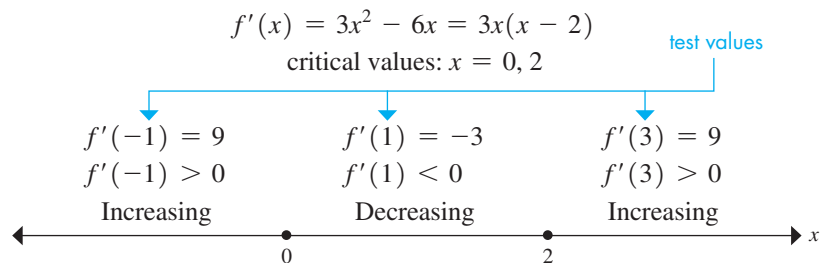 f′(x) = 3x² − 6x = 3x(x − 2)
test values
critical values: x = 0, 2
f′(−1) = 9 f′(1) = −3 f′(3) = 9
f′(−1) > 0 f′(1) < 0 f′(3) > 0
Increasing Decreasing Increasing
x
0 2